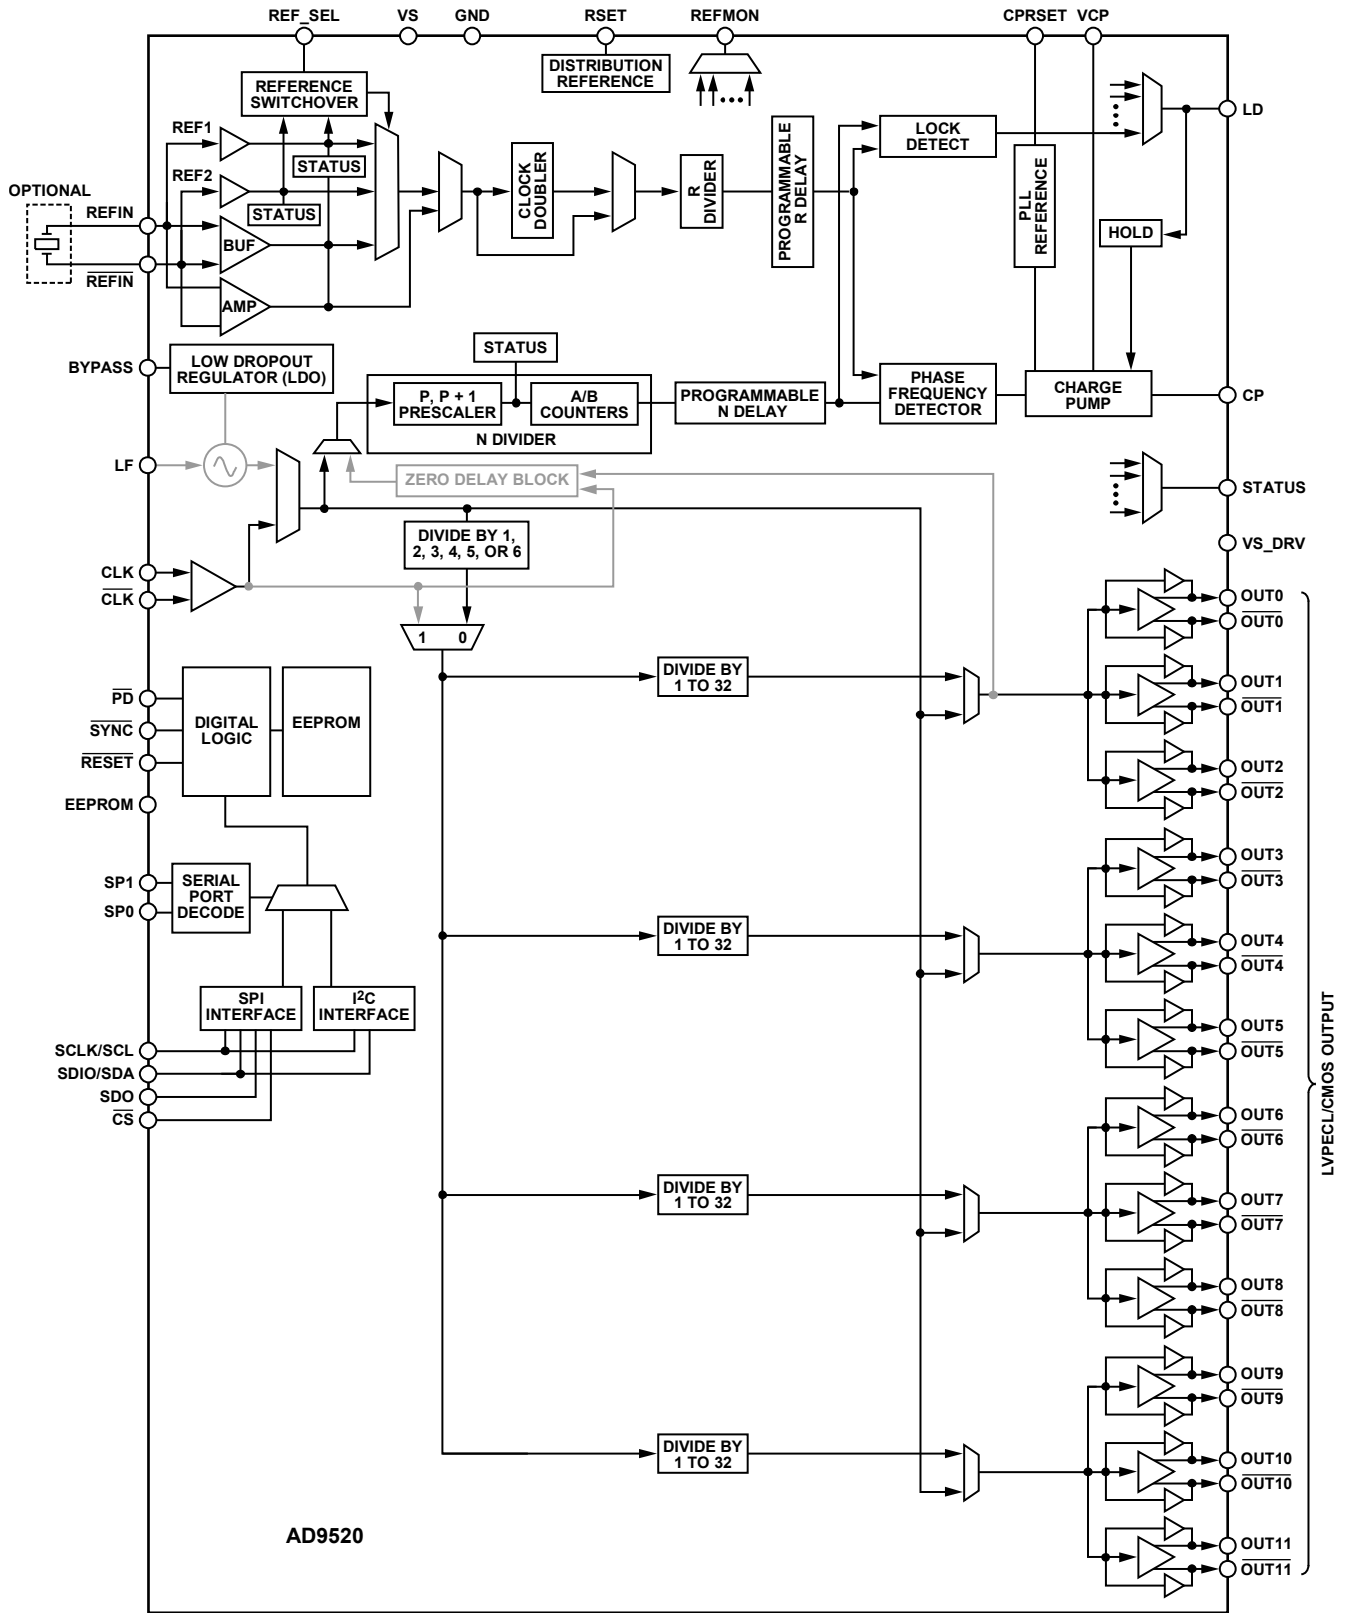 REF_SEL VS GND RSET REFMON CPRSET VCP
DISTRIBUTION
REFERENCE
REFERENCE
SWITCHOVER
LD
REF1
STATUS
REF2
STATUS
LOCK
DETECT
CLOCK
DOUBLER
R
DIVIDER
PROGRAMMABLE
R DELAY
PLL
REFERENCE
HOLD
OPTIONAL
REFIN
BUF
REFIN
AMP
BYPASS
LOW DROPOUT
REGULATOR (LDO)
STATUS
P, P + 1
PRESCALER
A/B
COUNTERS
N DIVIDER
PROGRAMMABLE
N DELAY
PHASE
FREQUENCY
DETECTOR
CHARGE
PUMP
CP
LF
ZERO DELAY BLOCK
STATUS
DIVIDE BY 1,
2, 3, 4, 5, OR 6
VS_DRV
CLK
CLK
1 0
OUT0
OUT0
DIVIDE BY
1 TO 32
OUT1
OUT1
OUT2
OUT2
PD
SYNC
RESET
DIGITAL
LOGIC
EEPROM
EEPROM
SP1
SP0
SERIAL
PORT
DECODE
OUT3
OUT3
DIVIDE BY
1 TO 32
OUT4
OUT4
OUT5
OUT5
SPI
INTERFACE
I²C
INTERFACE
SCLK/SCL
SDIO/SDA
SDO
CS
LVPECL/CMOS OUTPUT
OUT6
OUT6
DIVIDE BY
1 TO 32
OUT7
OUT7
OUT8
OUT8
OUT9
OUT9
DIVIDE BY
1 TO 32
OUT10
OUT10
OUT11
OUT11
AD9520